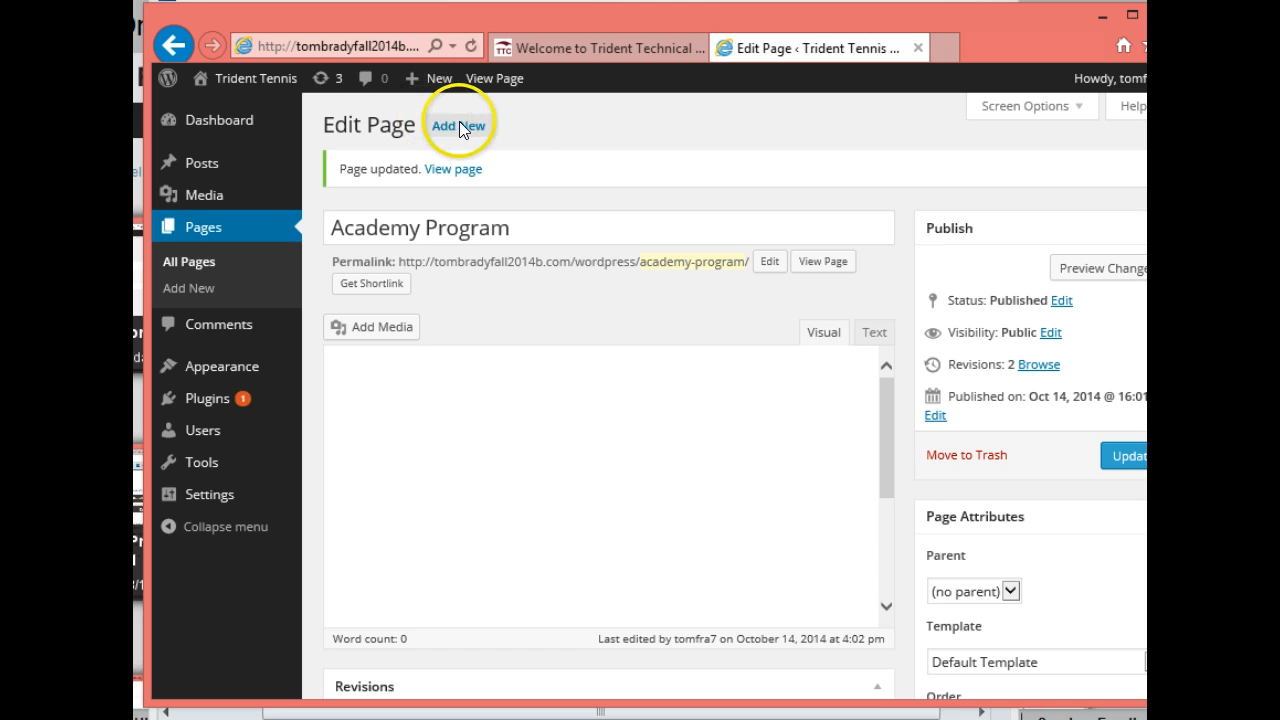 http://tombradyfall2014b....
TTC Welcome to Trident Technical ...
Edit Page ‹ Trident Tennis ...
Trident Tennis 3 0 New View Page
Howdy, tomf
Dashboard
Posts
Media
Pages
All Pages
Add New
Comments
Appearance
Plugins 1
Users
Tools
Settings
Collapse menu
Screen Options
Help
Edit Page Add New
Page updated. View page
Academy Program
Permalink: http://tombradyfall2014b.com/wordpress/academy-program/ Edit View Page
Get Shortlink
Add Media
Visual Text
Word count: 0
Last edited by tomfra7 on October 14, 2014 at 4:02 pm
Revisions
Publish
Preview Change
Status: Published Edit
Visibility: Public Edit
Revisions: 2 Browse
Published on: Oct 14, 2014 @ 16:01
Edit
Move to Trash
Updat
Page Attributes
Parent
(no parent)
Template
Default Template
Order